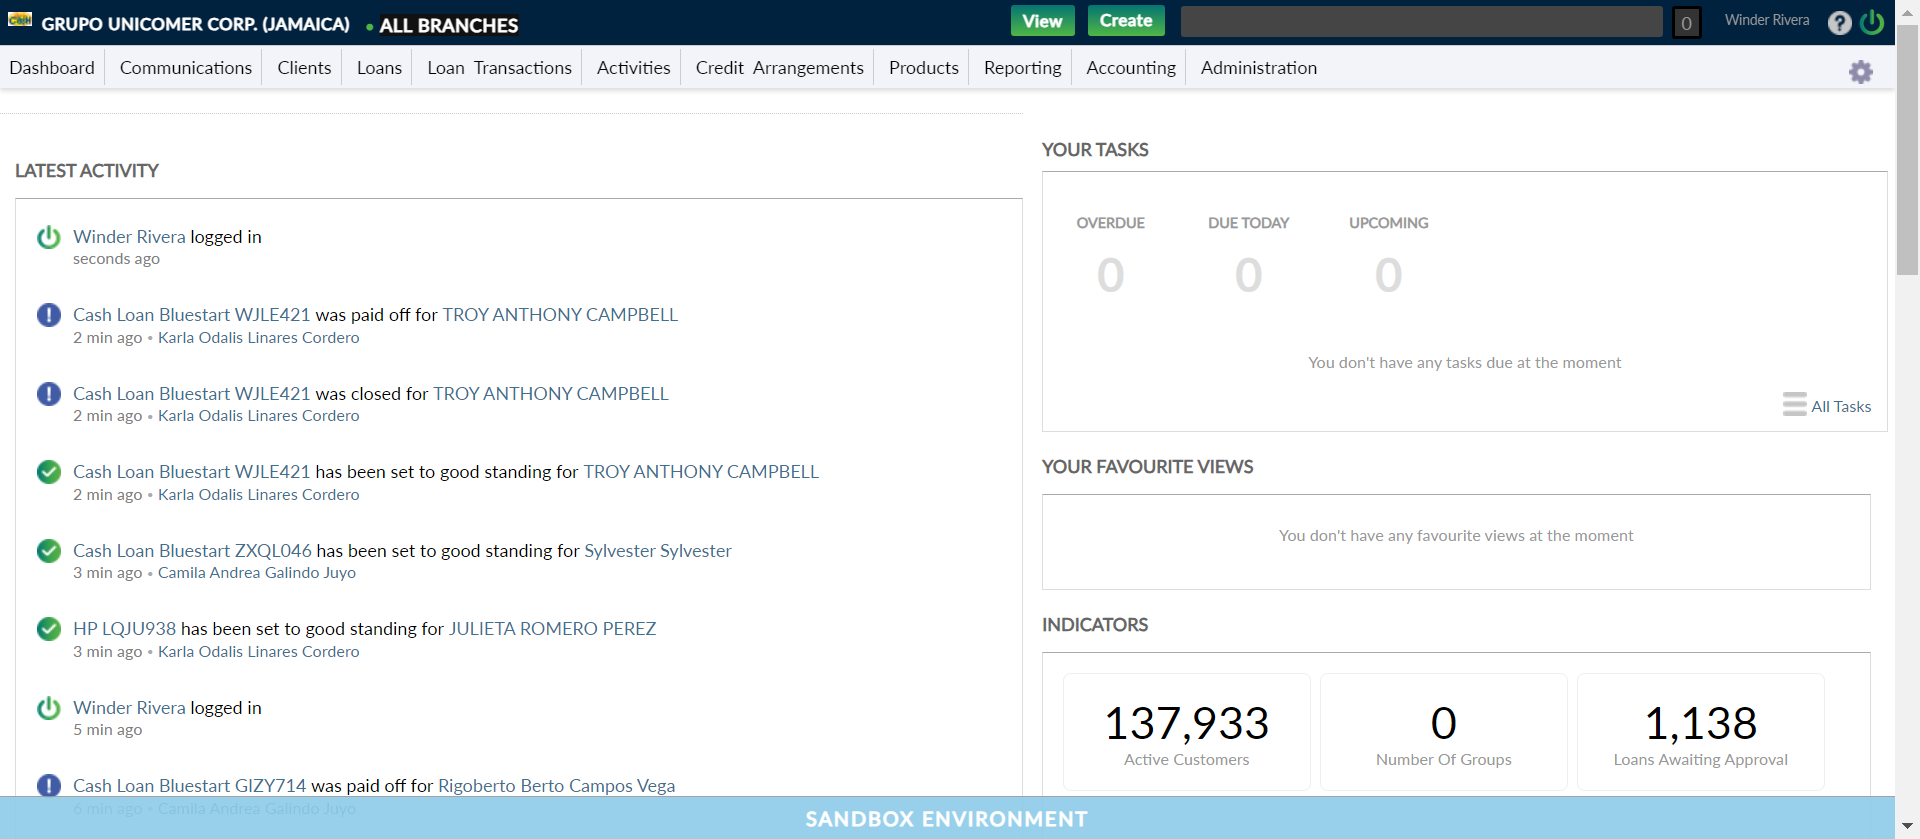 Cash GRUPO UNICOMER CORP. (JAMAICA) • ALL BRANCHES View Create 0 Winder Rivera ?
Dashboard Communications Clients Loans Loan Transactions Activities Credit Arrangements Products Reporting Accounting Administration
LATEST ACTIVITY
Winder Rivera logged in
seconds ago
Cash Loan Bluestart WJLE421 was paid off for TROY ANTHONY CAMPBELL
2 min ago • Karla Odalis Linares Cordero
Cash Loan Bluestart WJLE421 was closed for TROY ANTHONY CAMPBELL
2 min ago • Karla Odalis Linares Cordero
Cash Loan Bluestart WJLE421 has been set to good standing for TROY ANTHONY CAMPBELL
2 min ago • Karla Odalis Linares Cordero
Cash Loan Bluestart ZXQL046 has been set to good standing for Sylvester Sylvester
3 min ago • Camila Andrea Galindo Juyo
HP LQJU938 has been set to good standing for JULIETA ROMERO PEREZ
3 min ago • Karla Odalis Linares Cordero
Winder Rivera logged in
5 min ago
Cash Loan Bluestart GIZY714 was paid off for Rigoberto Berto Campos Vega
6 min ago • Camila Andrea Galindo Juyo
YOUR TASKS
OVERDUE DUE TODAY UPCOMING
0 0 0
You don't have any tasks due at the moment
All Tasks
YOUR FAVOURITE VIEWS
You don't have any favourite views at the moment
INDICATORS
137,933 0 1,138
Active Customers Number Of Groups Loans Awaiting Approval
SANDBOX ENVIRONMENT